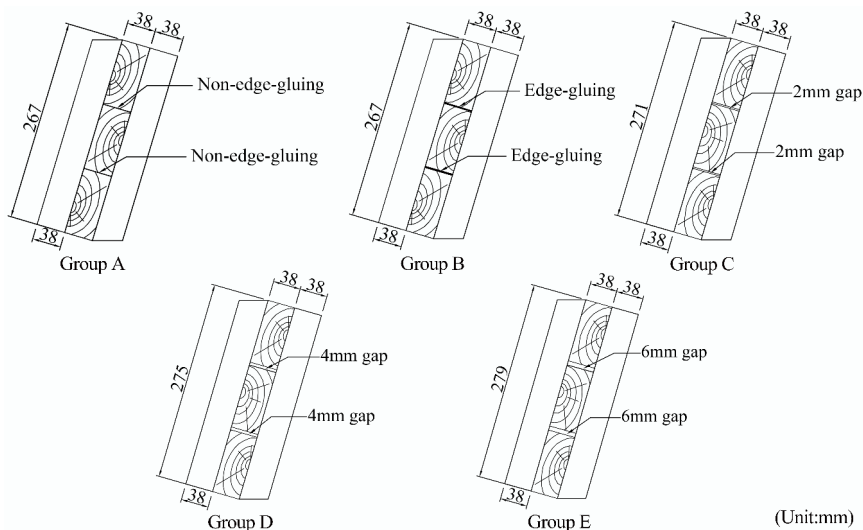 38 38
267
Non-edge-gluing
Non-edge-gluing
38
Group A
38 38
267
Edge-gluing
Edge-gluing
38
Group B
38 38
271
2mm gap
2mm gap
38
Group C
38 38
275
4mm gap
4mm gap
38
Group D
38 38
279
6mm gap
6mm gap
38
Group E
(Unit:mm)